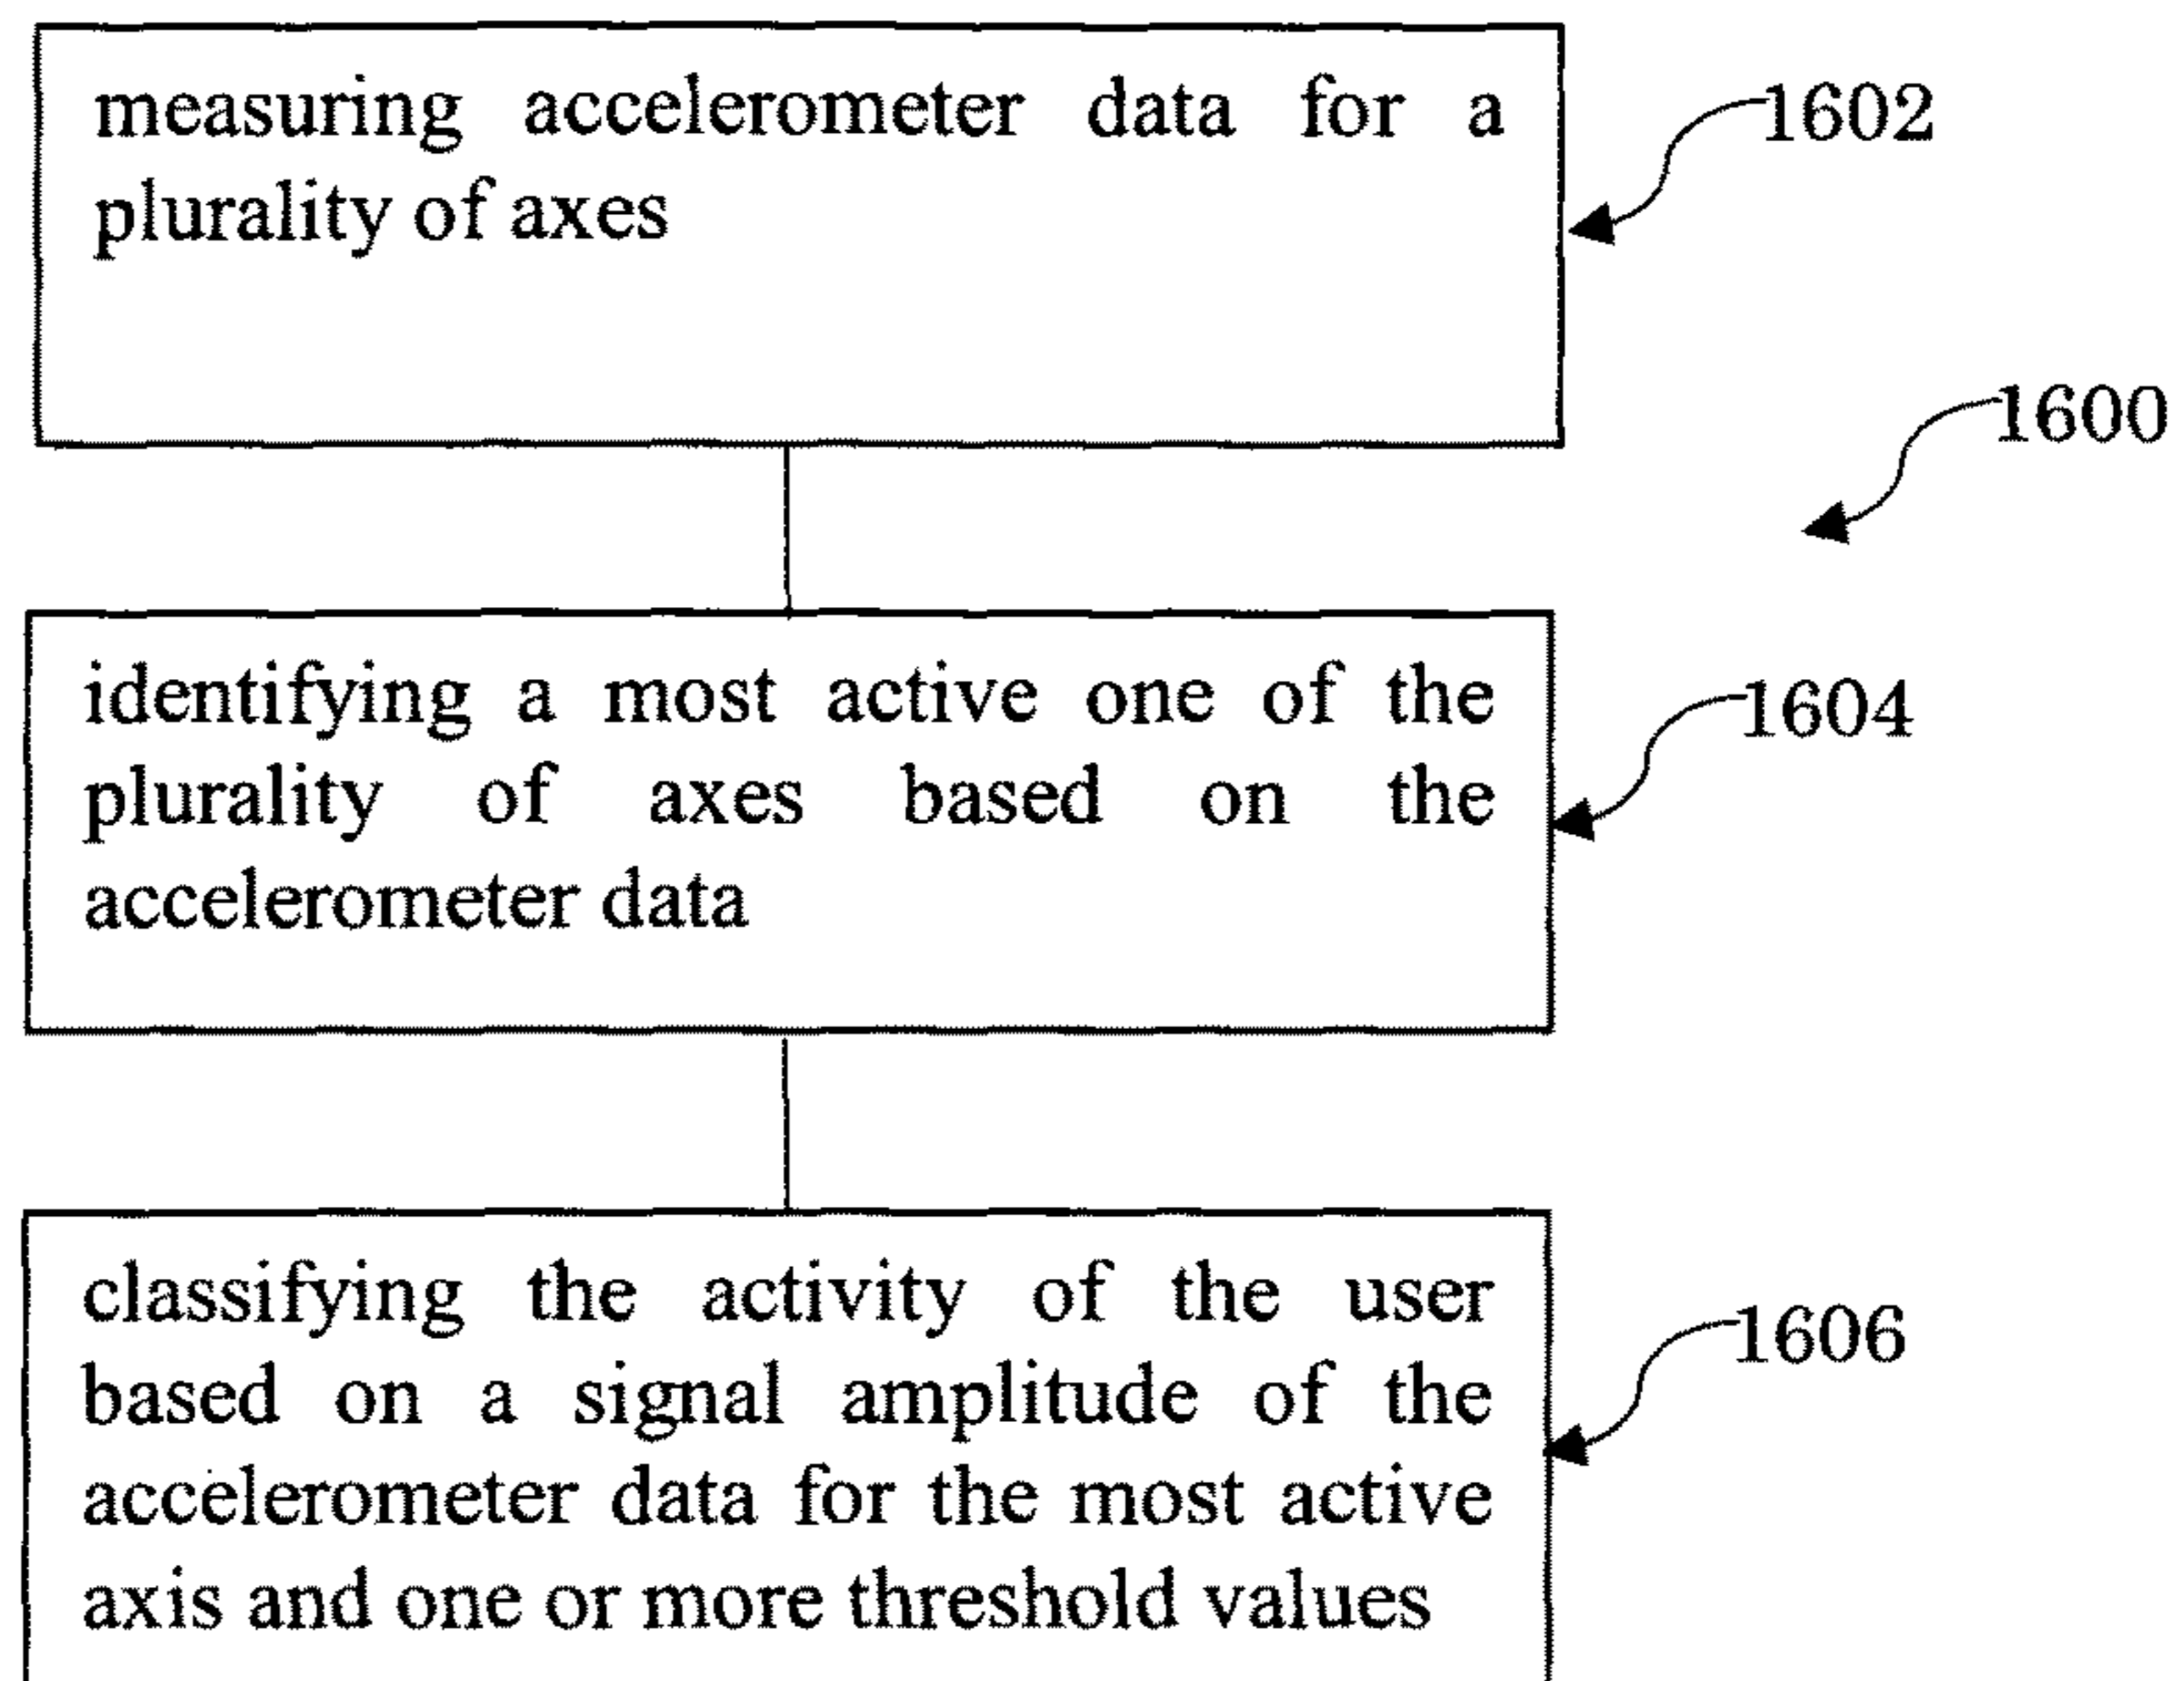 measuring accelerometer data for a
plurality of axes
1602
1600
identifying a most active one of the
plurality of axes based on the
accelerometer data
1604
classifying the activity of the user
based on a signal amplitude of the
accelerometer data for the most active
axis and one or more threshold values
1606